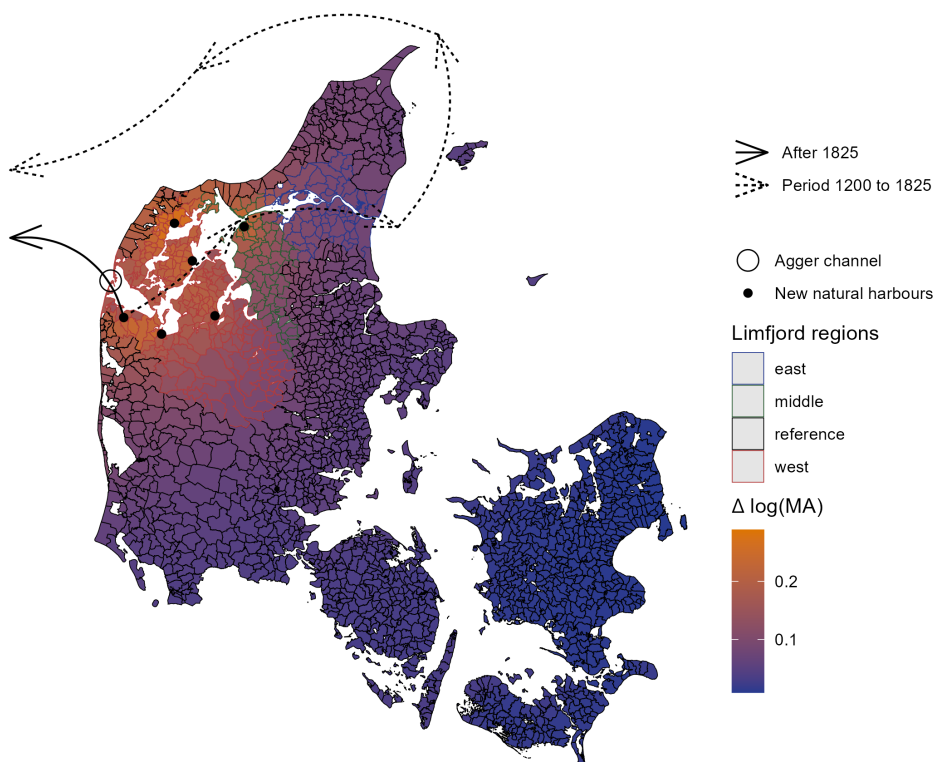 After 1825
Period 1200 to 1825
Agger channel
New natural harbours
Limfjord regions
east
middle
reference
west
Δ log(MA)
0.2
0.1